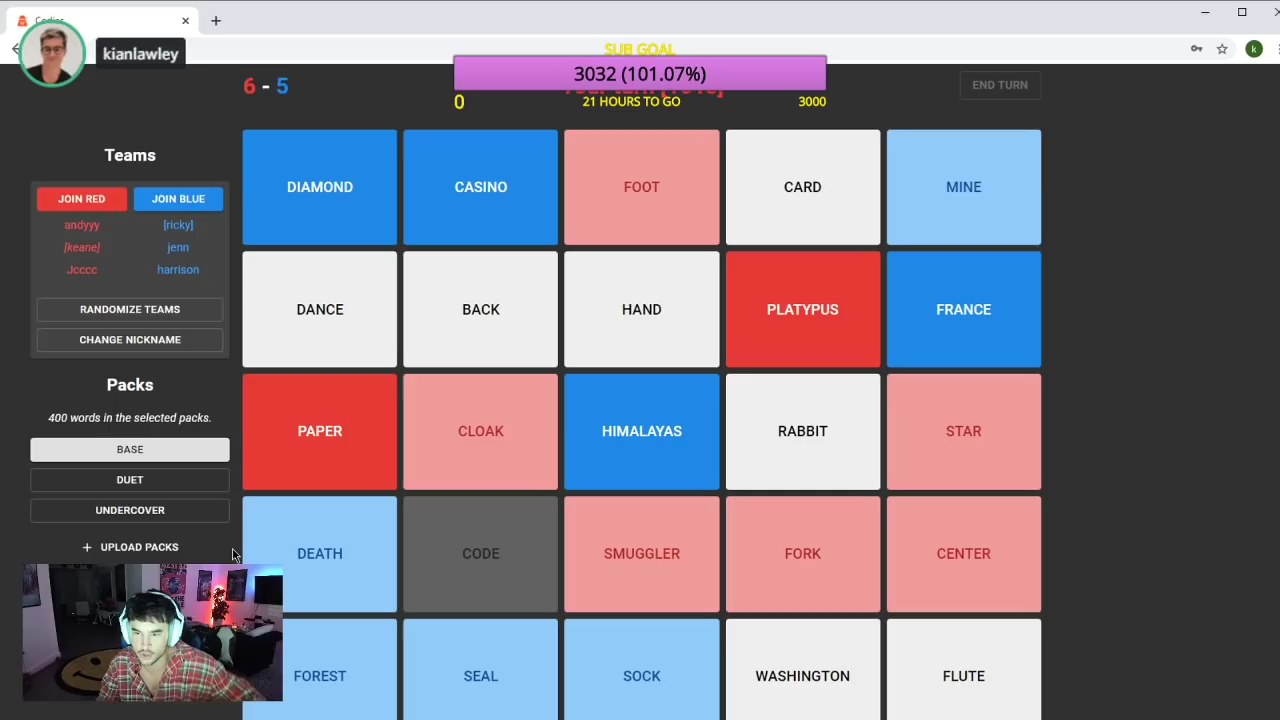 kianlawley
SUB GOAL
3032 (101.07%)
0
21 HOURS TO GO
3000
6 - 5
END TURN
Teams
JOIN RED
JOIN BLUE
andyyy
[ricky]
[keane]
jenn
Jcccc
harrison
RANDOMIZE TEAMS
CHANGE NICKNAME
Packs
400 words in the selected packs.
BASE
DUET
UNDERCOVER
+ UPLOAD PACKS
DIAMOND
CASINO
FOOT
CARD
MINE
DANCE
BACK
HAND
PLATYPUS
FRANCE
PAPER
CLOAK
HIMALAYAS
RABBIT
STAR
DEATH
CODE
SMUGGLER
FORK
CENTER
FOREST
SEAL
SOCK
WASHINGTON
FLUTE
k